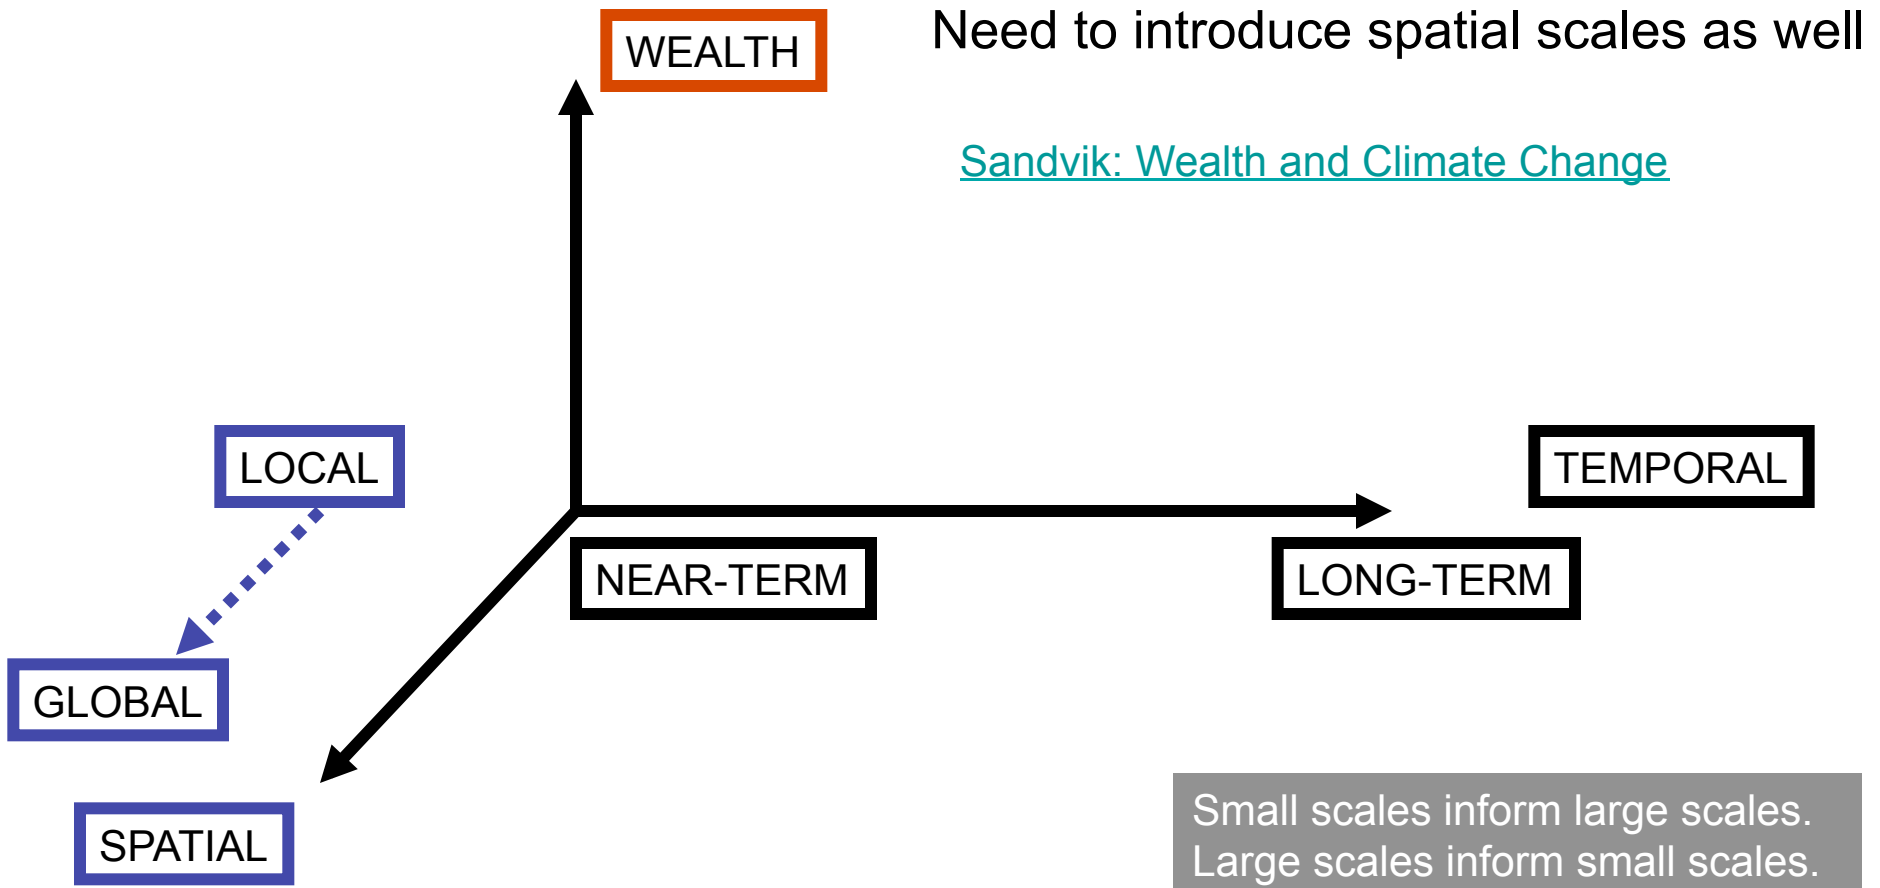 Need to introduce spatial scales as well
WEALTH
Sandvik: Wealth and Climate Change
LOCAL
TEMPORAL
NEAR-TERM
LONG-TERM
GLOBAL
SPATIAL
Small scales inform large scales.
Large scales inform small scales.